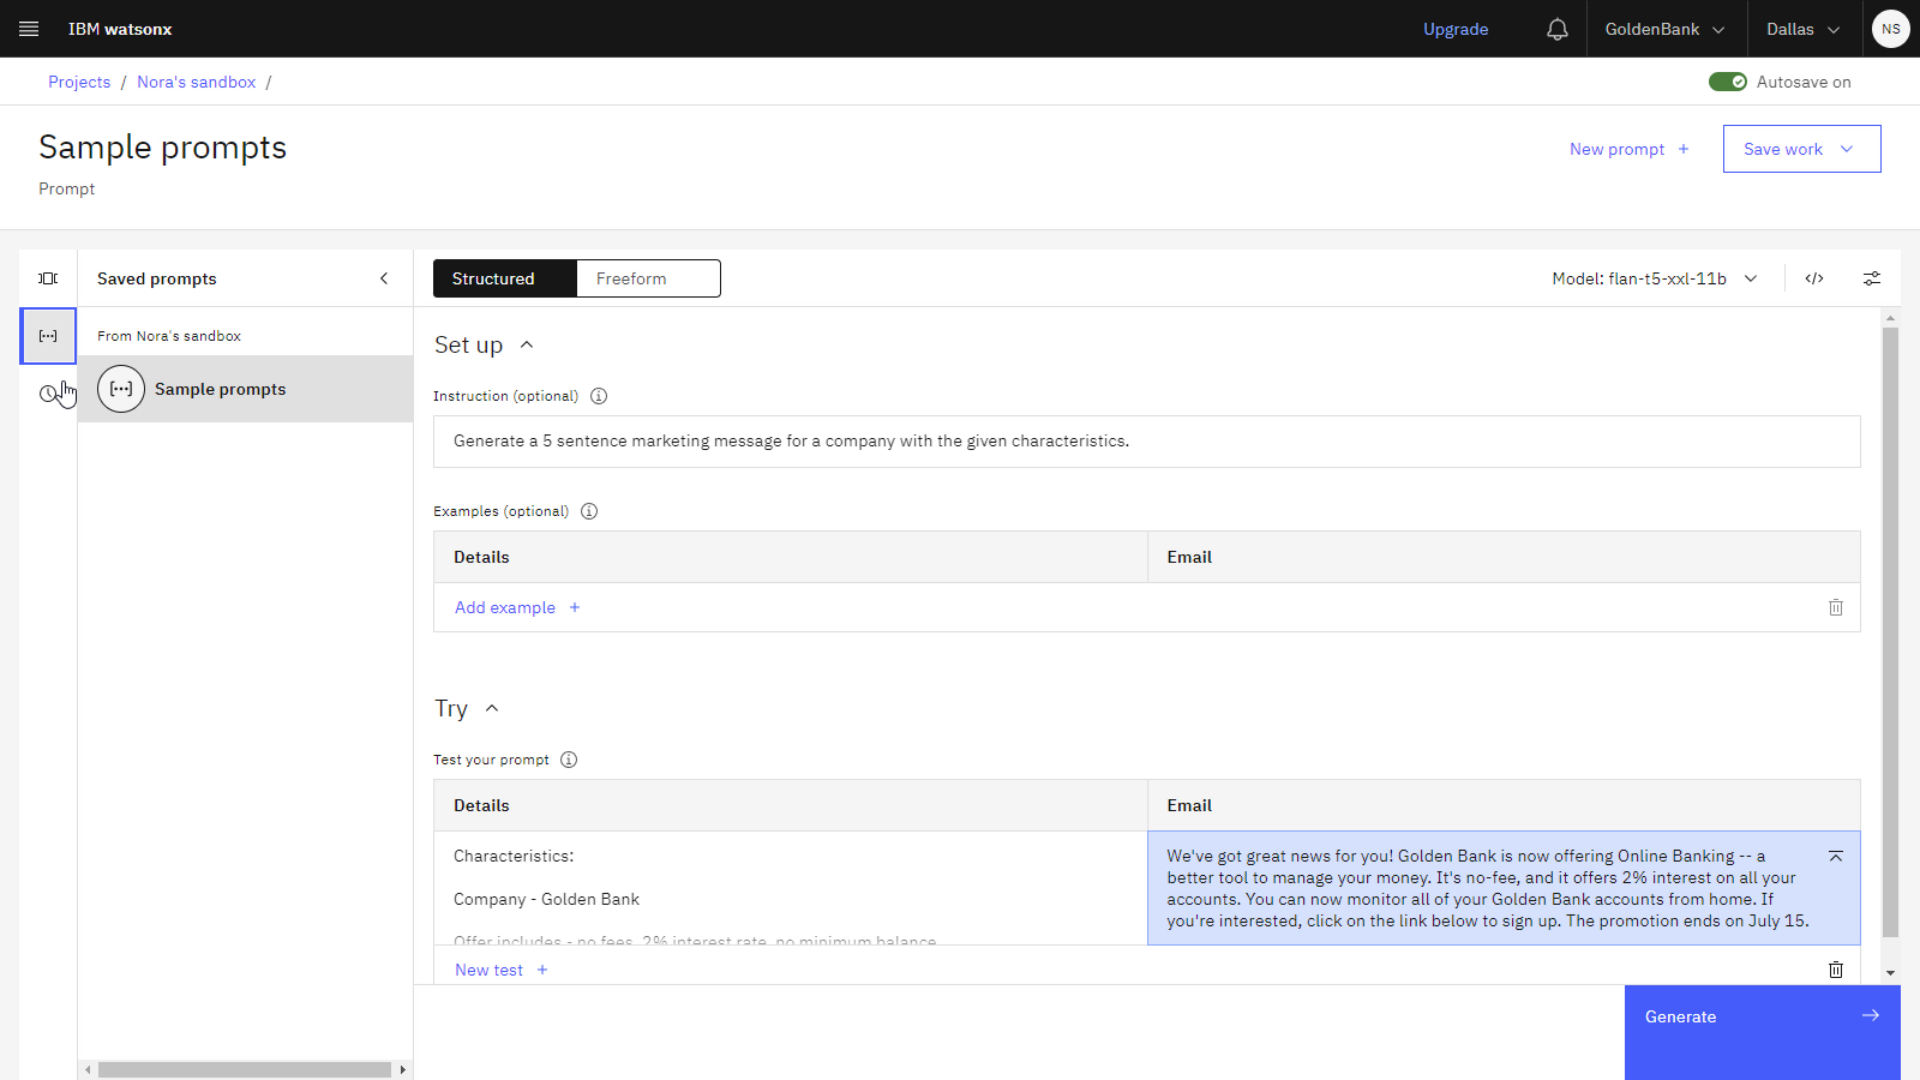 IBM watsonx
Upgrade
GoldenBank
Dallas
NS
Projects / Nora's sandbox /
Autosave on
Sample prompts
Prompt
New prompt +
Save work
Saved prompts
Structured
Freeform
Model: flan-t5-xxl-11b
From Nora's sandbox
Sample prompts
Set up
Instruction (optional)
Generate a 5 sentence marketing message for a company with the given characteristics.
Examples (optional)
Details
Email
Add example +
Try
Test your prompt
Details
Email
Characteristics:
Company - Golden Bank
Offer includes - no fees, 2% interest rate, no minimum balance
We've got great news for you! Golden Bank is now offering Online Banking -- a
better tool to manage your money. It's no-fee, and it offers 2% interest on all your
accounts. You can now monitor all of your Golden Bank accounts from home. If
you're interested, click on the link below to sign up. The promotion ends on July 15.
New test +
Generate